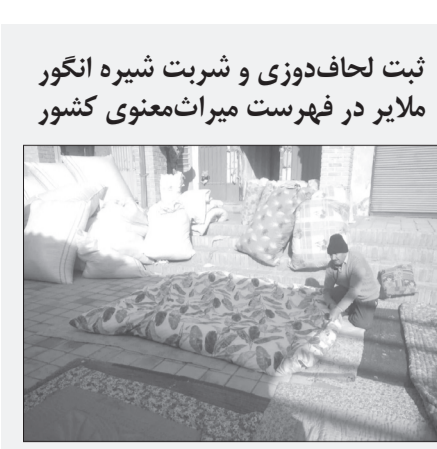 ثبت لحاف‌دوزی و شربت شیره انگور
ملایر در فهرست میراث‌معنوی کشور